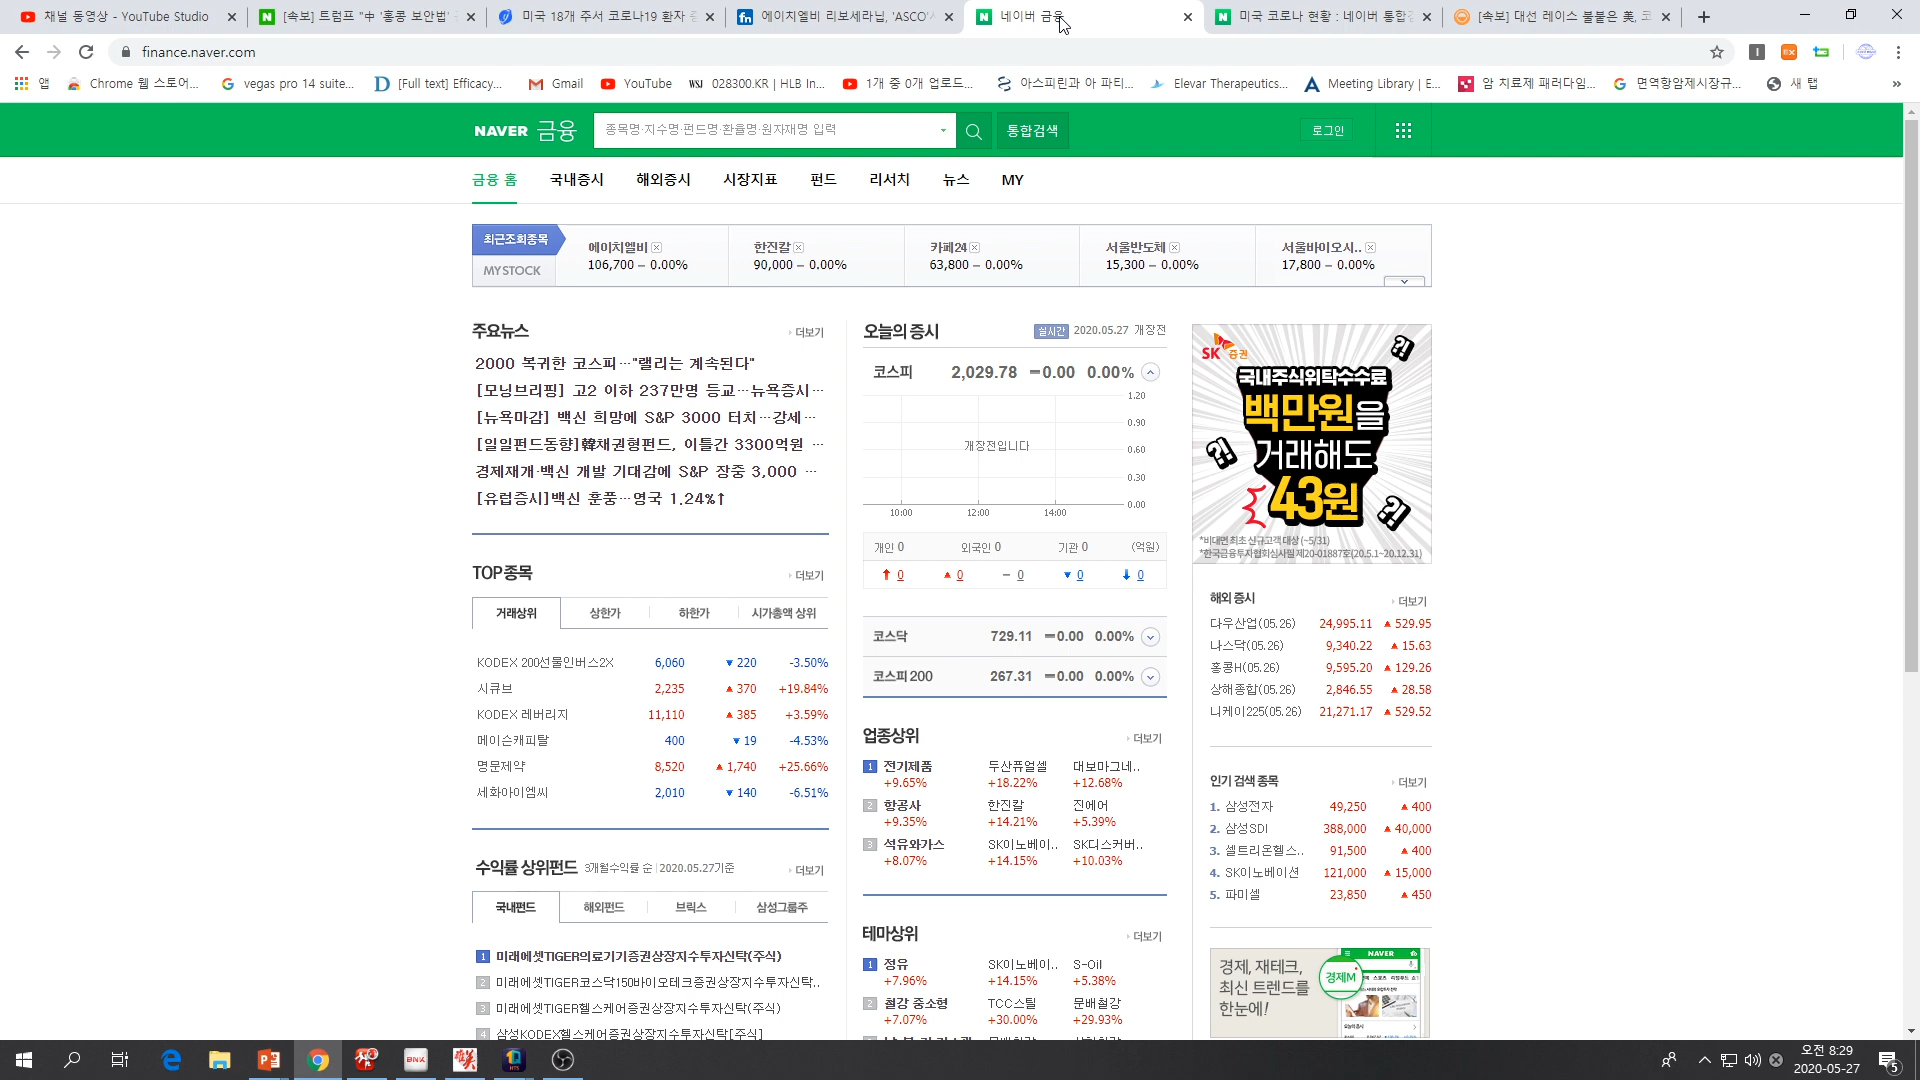 채널 동영상 - YouTube Studio
[속보] 트럼프 "中 '홍콩 보안법'
미국 18개 주서 코로나19 환자 증
에이치엘비 리보세라닙, 'ASCO'서
네이버 금융
미국 코로나 현황 : 네이버 통합검
[속보] 대선 레이스 불붙은 美, 코
finance.naver.com
앱
Chrome 웹 스토어...
vegas pro 14 suite...
[Full text] Efficacy...
Gmail
YouTube
028300.KR | HLB In...
1개 중 0개 업로드...
아스피린과 아 파티...
Elevar Therapeutics...
Meeting Library | E...
암 치료제 패러다임...
면역항암제시장규...
새 탭
NAVER 금융
종목명·지수명·펀드명·환율명·원자재명 입력
통합검색
로그인
금융 홈
국내증시
해외증시
시장지표
펀드
리서치
뉴스
MY
최근조회종목
MYSTOCK
에이치엘비
106,700 – 0.00%
한진칼
90,000 – 0.00%
카페24
63,800 – 0.00%
서울반도체
15,300 – 0.00%
서울바이오시..
17,800 – 0.00%
주요뉴스
더보기
2000 복귀한 코스피…"랠리는 계속된다"
[모닝브리핑] 고2 이하 237만명 등교…뉴욕증시…
[뉴욕마감] 백신 희망에 S&P 3000 터치…강세…
[일일펀드동향]韓채권형펀드, 이틀간 3300억원 …
경제재개·백신 개발 기대감에 S&P 장중 3,000 …
[유럽증시]백신 훈풍…영국 1.24%↑
TOP 종목
더보기
거래상위 상한가 하한가 시가총액 상위
KODEX 200선물인버스2X 6,060 ▼ 220 -3.50%
시큐브 2,235 ▲ 370 +19.84%
KODEX 레버리지 11,110 ▲ 385 +3.59%
메이슨캐피탈 400 ▼ 19 -4.53%
명문제약 8,520 ▲ 1,740 +25.66%
세화아이엠씨 2,010 ▼ 140 -6.51%
수익률 상위펀드 3개월수익률 순 | 2020.05.27기준
더보기
국내펀드 해외펀드 브릭스 삼성그룹주
1 미래에셋TIGER의료기기증권상장지수투자신탁(주식)
2 미래에셋TIGER코스닥150바이오테크증권상장지수투자신탁..
3 미래에셋TIGER헬스케어증권상장지수투자신탁(주식)
4 삼성KODEX헬스케어증권상장지수투자신탁[주식]
오늘의 증시
실시간 2020.05.27 개장전
코스피 2,029.78 0.00 0.00%
1.20
0.90
개장전입니다
0.60
0.30
0.00
10:00 12:00 14:00
개인 0 외국인 0 기관 0 (억원)
↑ 0 ▲ 0 – 0 ▼ 0 ↓ 0
코스닥 729.11 0.00 0.00%
코스피 200 267.31 0.00 0.00%
업종상위
더보기
1 전기제품 두산퓨얼셀 대보마그네..
+9.65% +18.22% +12.68%
2 항공사 한진칼 진에어
+9.35% +14.21% +5.39%
3 석유와가스 SK이노베이.. SK디스커버..
+8.07% +14.15% +10.03%
테마상위
더보기
1 정유 SK이노베이.. S-Oil
+7.96% +14.15% +5.38%
2 철강 중소형 TCC스틸 문배철강
+7.07% +30.00% +29.93%
SK증권
국내주식위탁수수료
백만원을
거래해도
43원
*비대면 최초 신규고객 대상 (~5/31)
*한국금융투자협회심사필 제20-01887호(20.5.1~20.12.31)
해외 증시
더보기
다우산업(05.26) 24,995.11 ▲ 529.95
나스닥(05.26) 9,340.22 ▲ 15.63
홍콩H(05.26) 9,595.20 ▲ 129.26
상해종합(05.26) 2,846.55 ▲ 28.58
니케이225(05.26) 21,271.17 ▲ 529.52
인기 검색 종목
더보기
1. 삼성전자 49,250 ▲ 400
2. 삼성SDI 388,000 ▲ 40,000
3. 셀트리온헬스.. 91,500 ▲ 400
4. SK이노베이션 121,000 ▲ 15,000
5. 파미셀 23,850 ▲ 450
경제, 재테크,
최신 트렌드를
한눈에!
경제M
NAVER
오전 8:29
2020-05-27
5